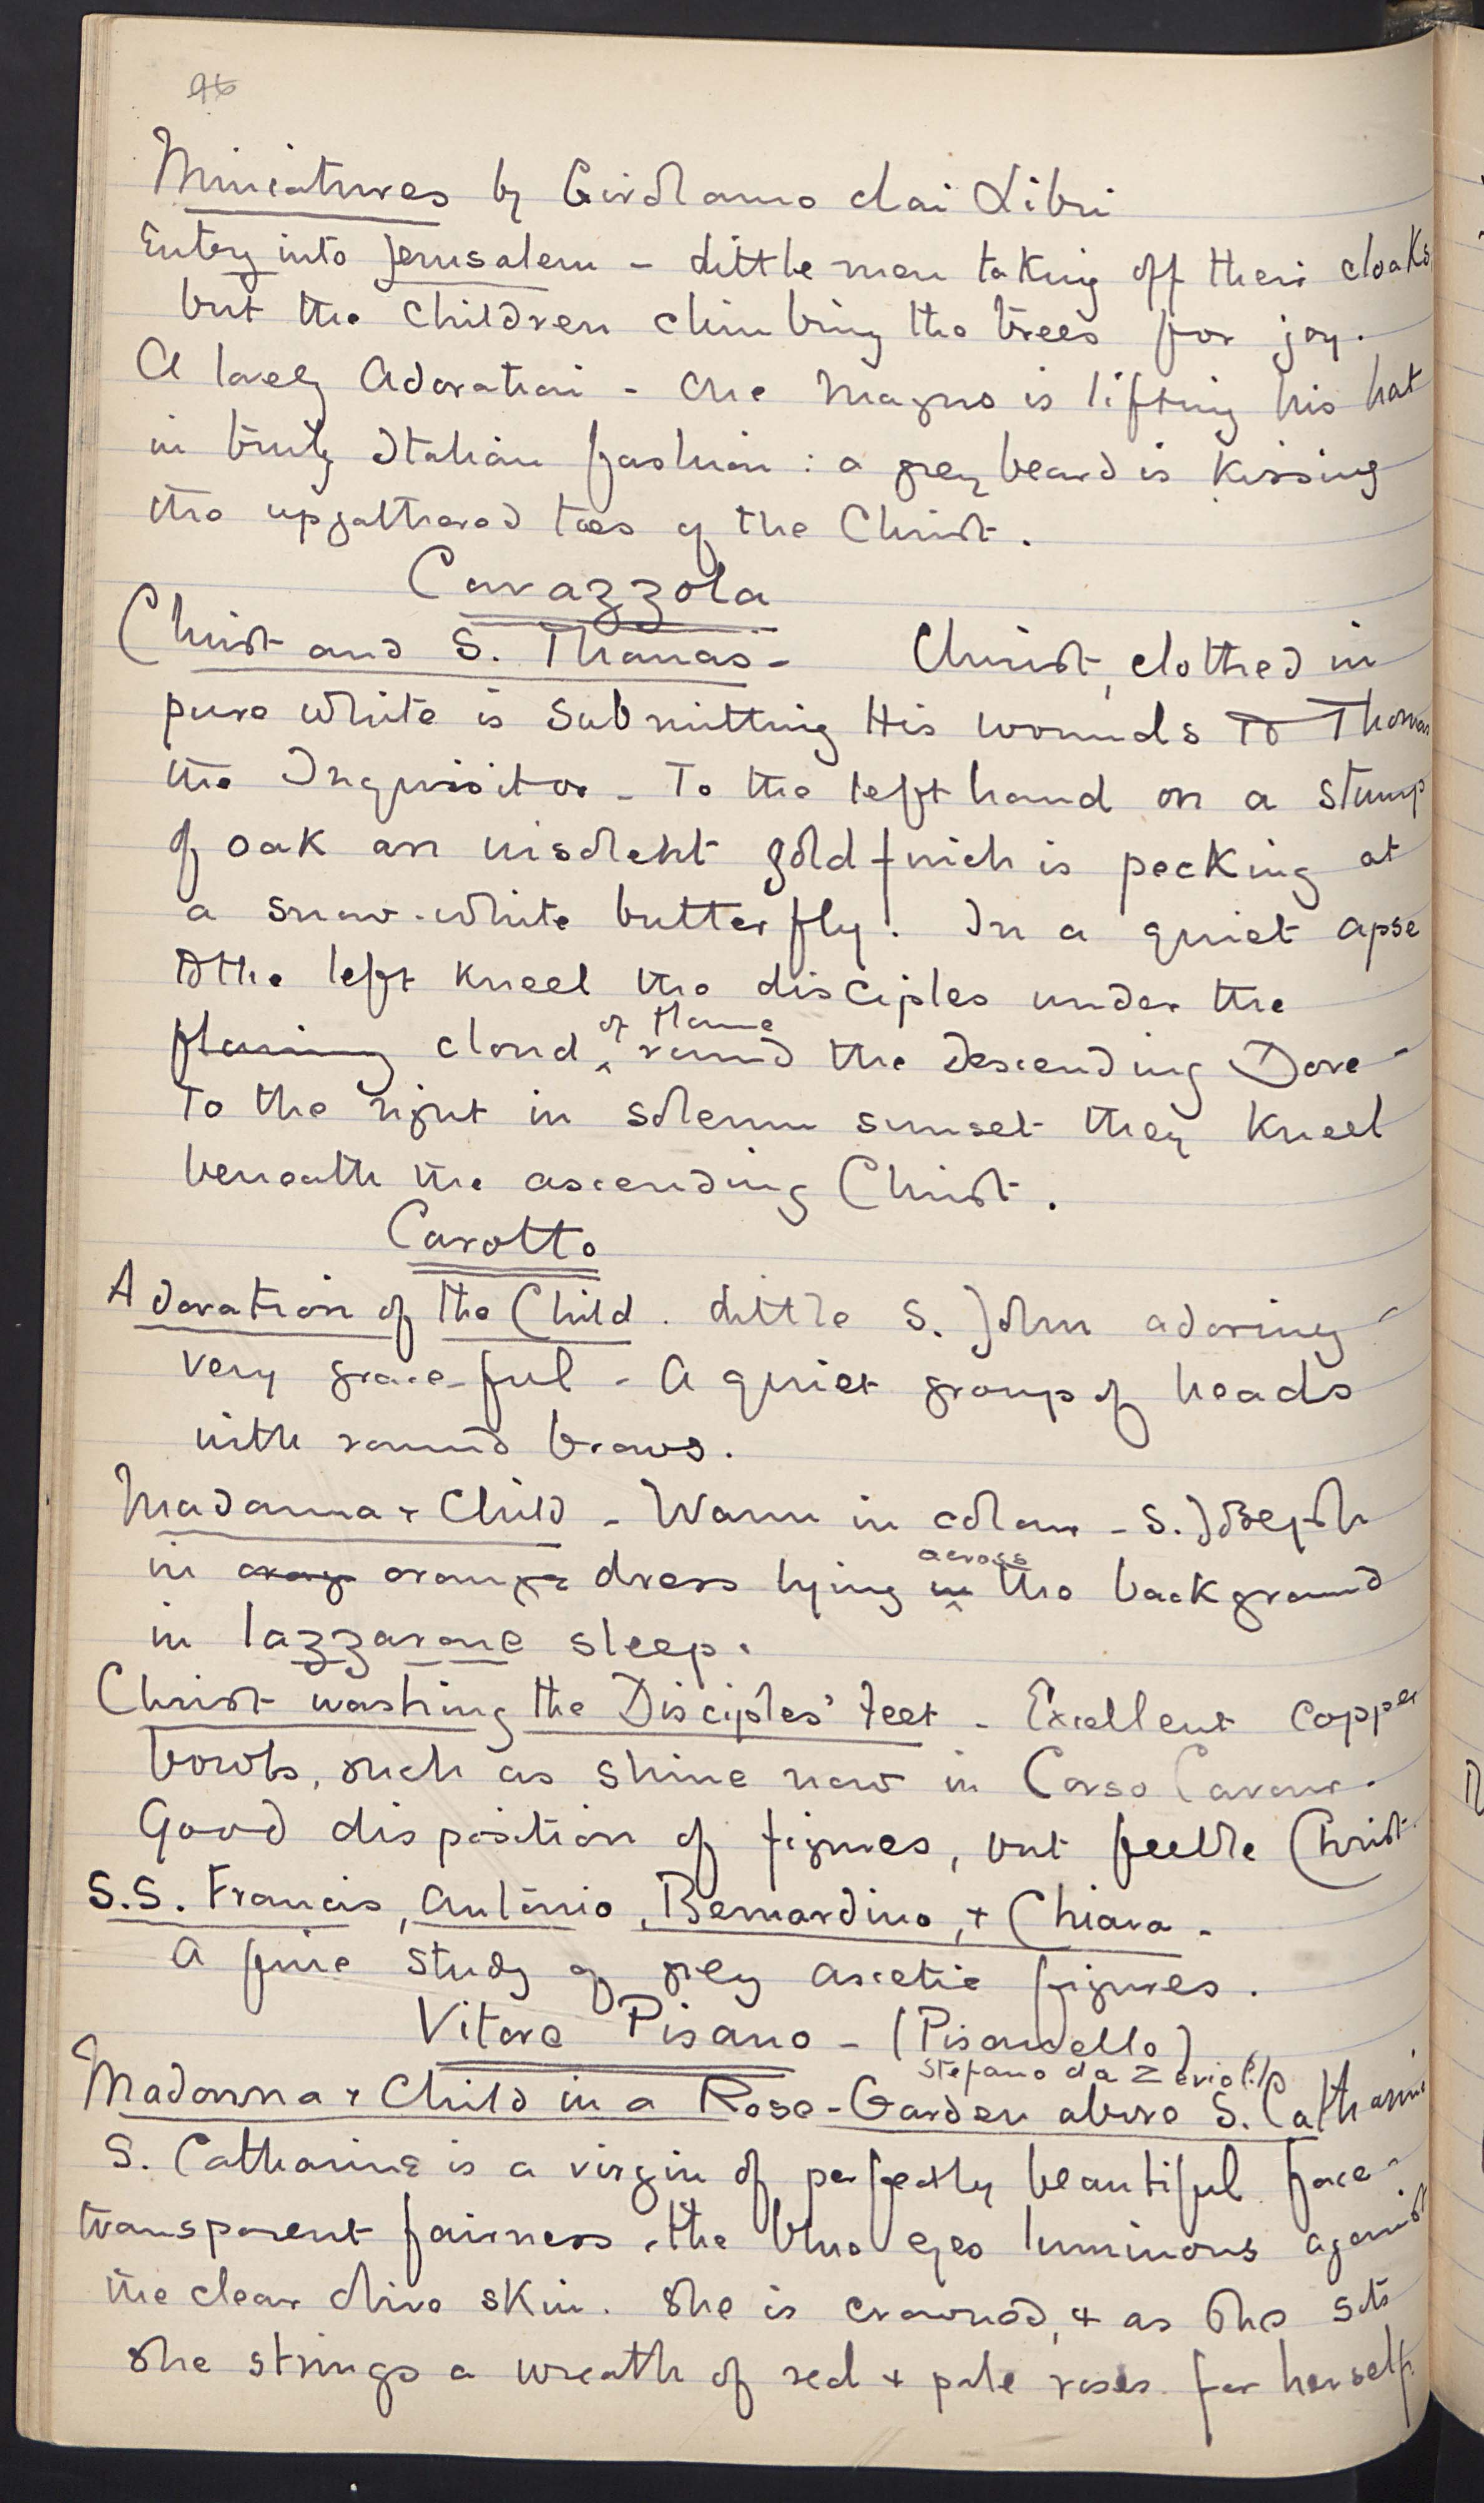 96
Miniatures by Girolamo dai Libri
Entry into Jerusalem - Little men taking off their cloaks,
but the children climbing the trees for joy.
A lovely Adoration - One Magus is lifting his hat
in truly Italian fashion : a grey beard is kissing
the upgathered toes of the Christ.
Cavazzola
Christ and S. Thomas - Christ, clothed in
pure white is submitting His wounds to Thomas
the Inquisitor - To the left hand on a stump
of oak an insolent goldfinch is pecking at
a snow-white butterfly! In a quiet apse
to the left kneel the disciples under the
flaming cloud of flame round the Descending Dove -
To the right in solemn sunset they kneel
beneath the ascending Christ.
Carotto
Adoration of the Child. Little S. John adoring -
very graceful - A quiet group of heads
with round brows.
Madonna + Child - Warm in colour - S. Joseph
in orange orange dress lying in across the background
in lazzarone sleep.
Christ washing the Disciples' feet - Excellent copper
bowls, such as shine now in Corso Cavour.
Good disposition of figures, but feeble Christ.
S.S. Francis, Antonio, Bernardino, + Chiara -
A fine study of grey ascetic figures.
Vitore Pisano - (Pisanello)
Stefano da Zevio (?)
Madonna + Child in a Rose-Garden above S. Catharine
S. Catharine is a virgin of perfectly beautiful face -
transparent fairness, the blue eyes luminous against
the clear olive skin. She is crowned, + as she sits
she strings a wreath of red + pale roses for herself.